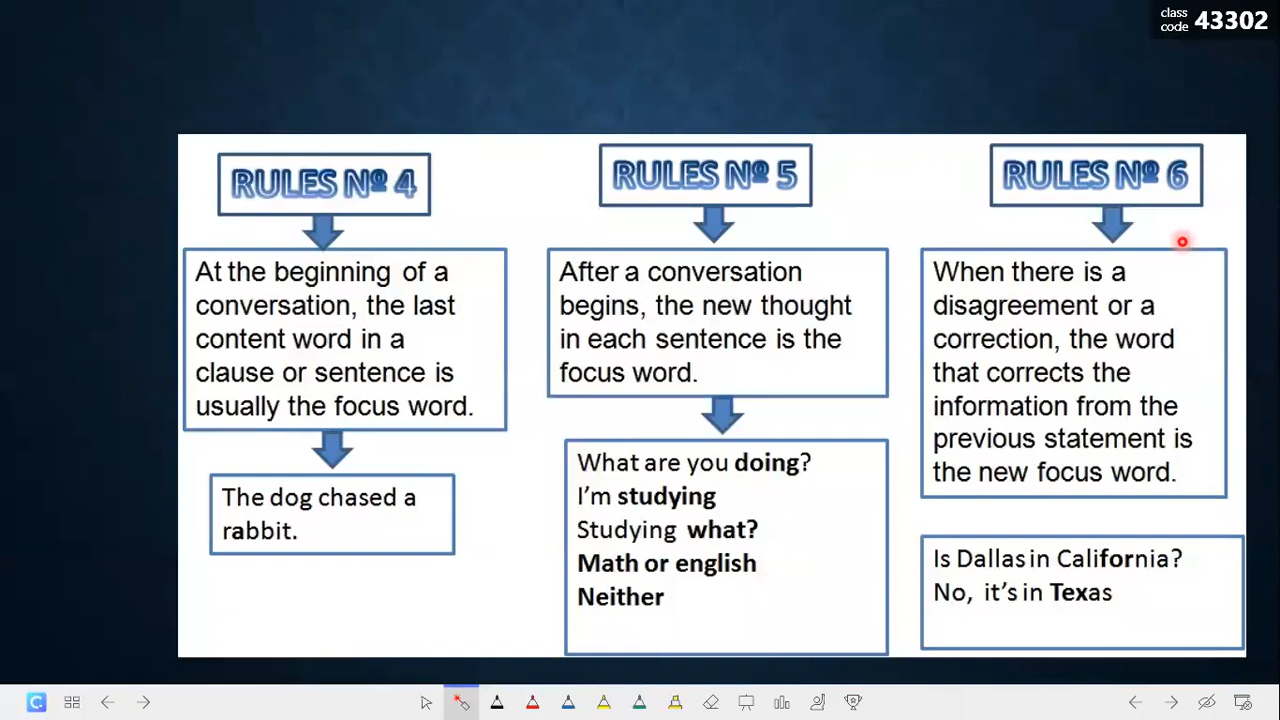 class
code 43302
RULES Nº 4
At the beginning of a
conversation, the last
content word in a
clause or sentence is
usually the focus word.
The dog chased a
rabbit.
RULES Nº 5
After a conversation
begins, the new thought
in each sentence is the
focus word.
What are you doing?
I'm studying
Studying what?
Math or english
Neither
RULES Nº 6
When there is a
disagreement or a
correction, the word
that corrects the
information from the
previous statement is
the new focus word.
Is Dallas in California?
No, it's in Texas